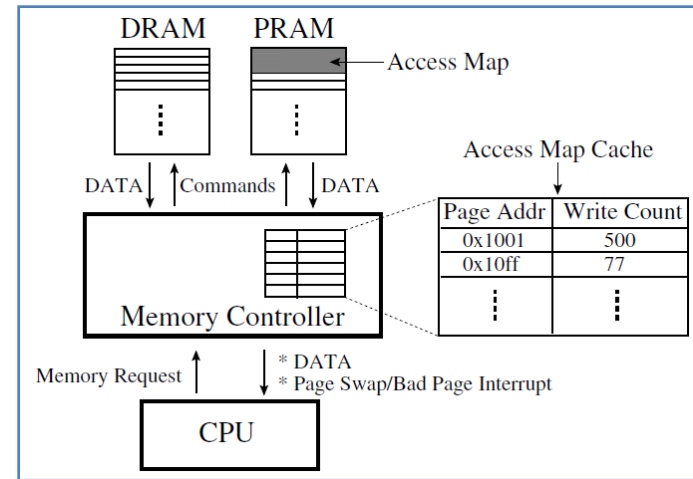 DRAM PRAM
Access Map
Access Map Cache
DATA Commands DATA
Page Addr Write Count
0x1001 500
0x10ff 77
Memory Controller
Memory Request
* DATA
* Page Swap/Bad Page Interrupt
CPU